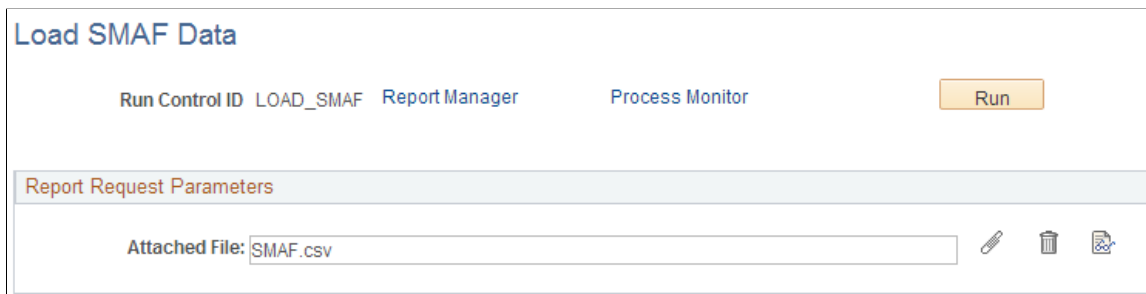 Load SMAF Data
Run Control ID LOAD_SMAF Report Manager Process Monitor Run
Report Request Parameters
Attached File: SMAF.csv